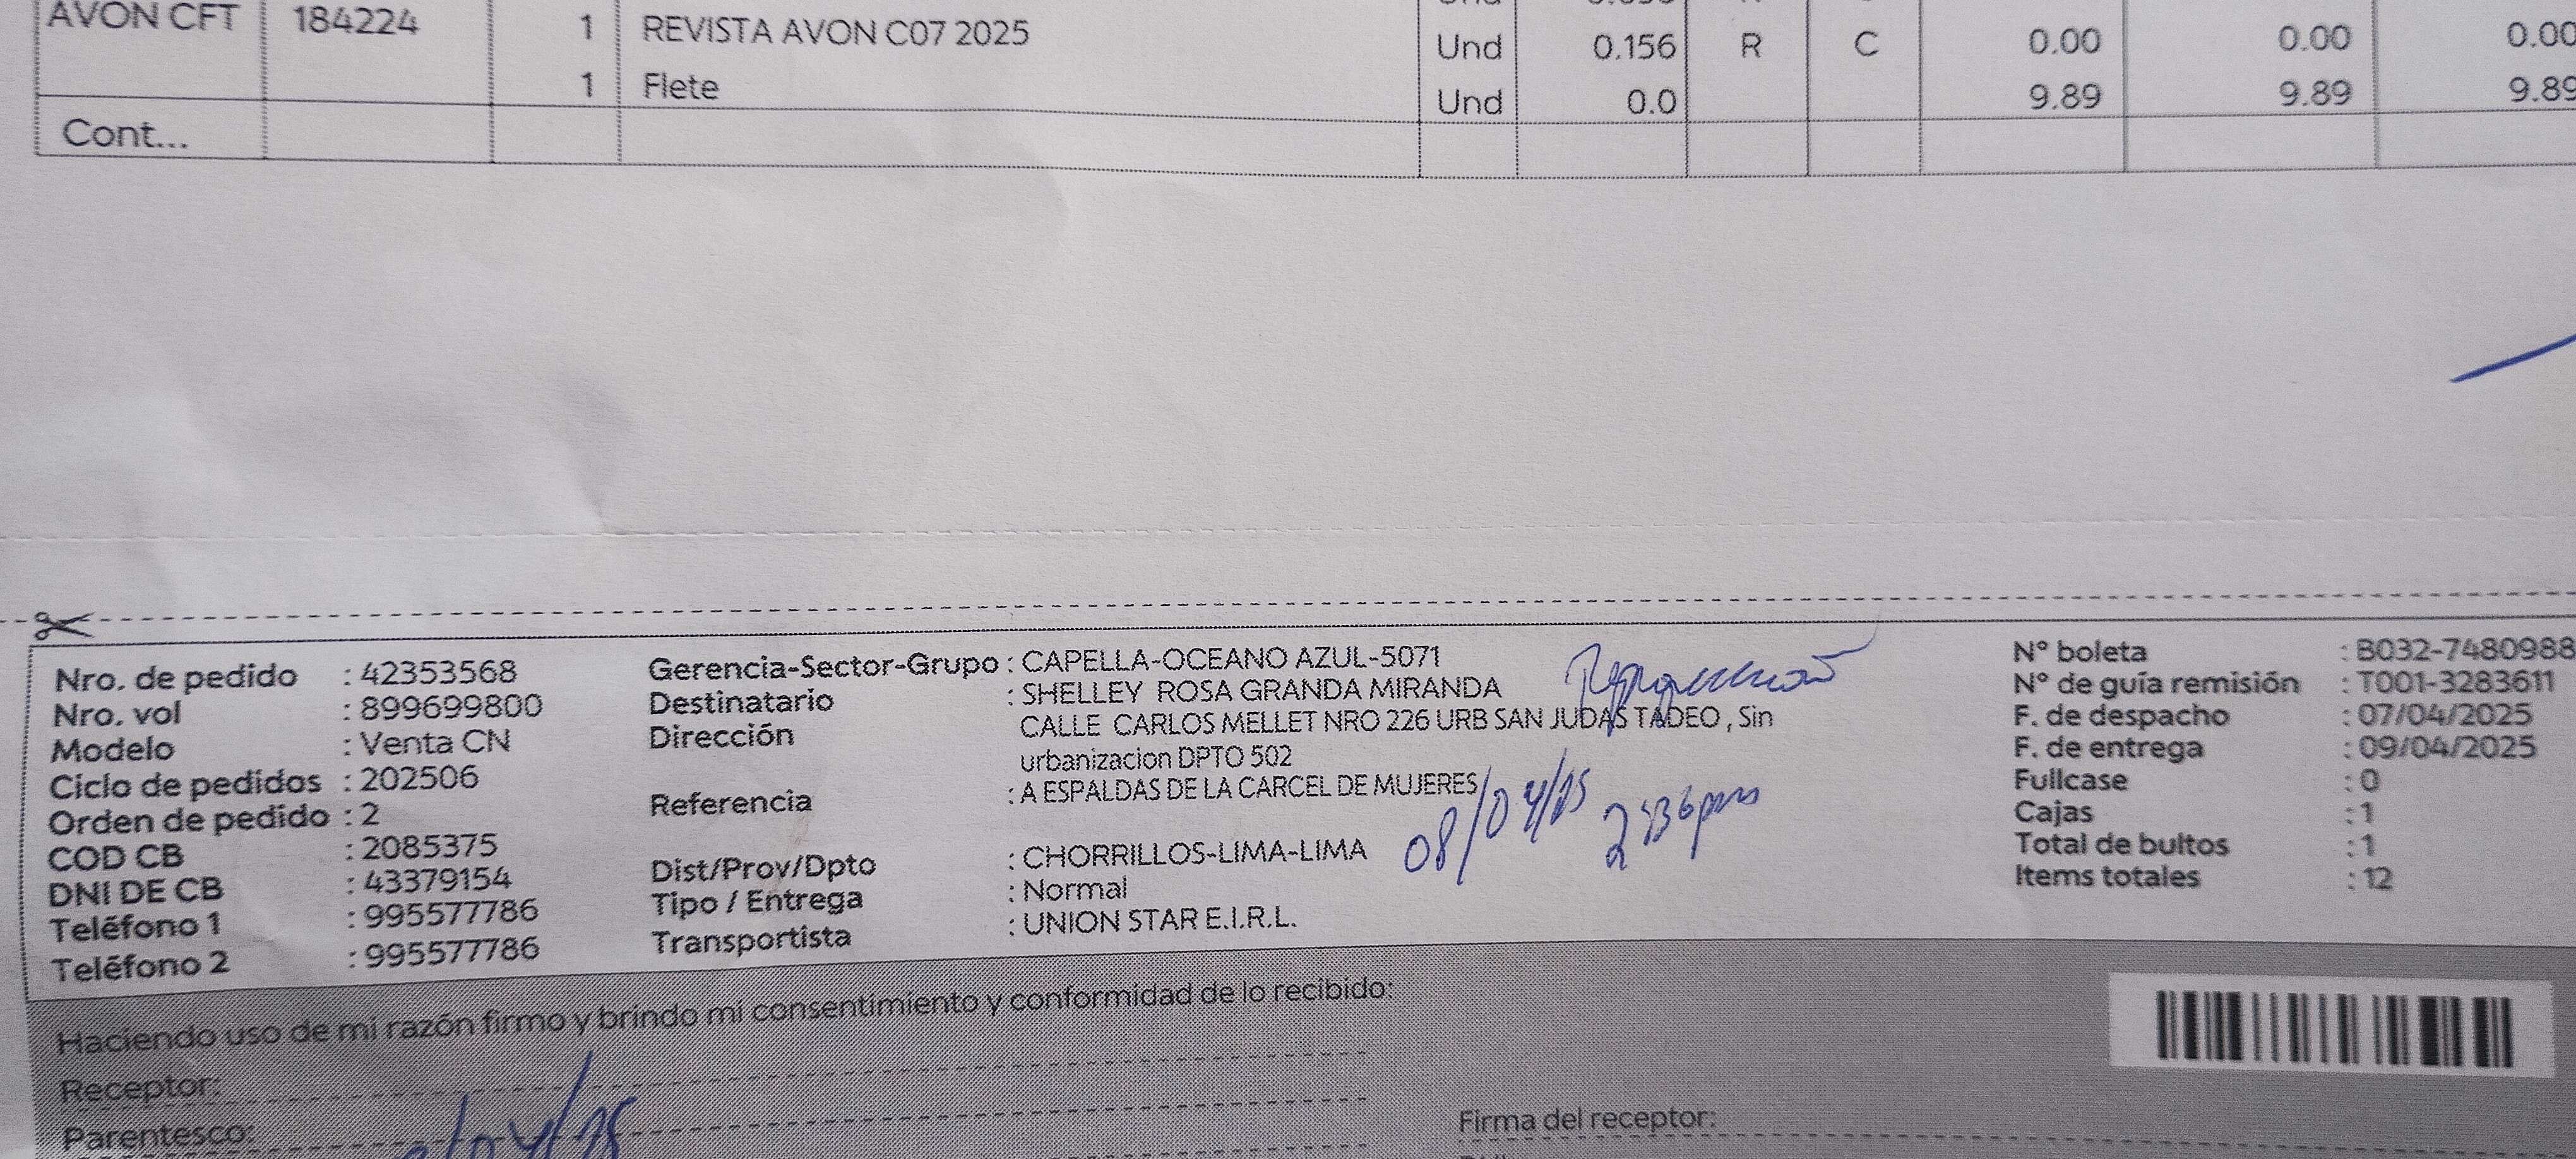 AVON CFT 184224 1 REVISTA AVON C07 2025 Und 0.156 R C 0.00 0.00 0.00
1 Flete Und 0.0 9.89 9.89 9.89
Cont...
Nro. de pedido : 42353568
Nro. vol : 899699800
Modelo : Venta CN
Ciclo de pedidos : 202506
Orden de pedido : 2
COD CB : 2085375
DNI DE CB : 43379154
Teléfono 1 : 995577786
Teléfono 2 : 995577786
Gerencia-Sector-Grupo : CAPELLA-OCEANO AZUL-5071
Destinatario : SHELLEY ROSA GRANDA MIRANDA
Dirección CALLE CARLOS MELLET NRO 226 URB SAN JUDAS TADEO , Sin
urbanizacion DPTO 502
Referencia : A ESPALDAS DE LA CARCEL DE MUJERES
Dist/Prov/Dpto : CHORRILLOS-LIMA-LIMA
Tipo / Entrega : Normal
Transportista : UNION STAR E.I.R.L.
08/04/25 2:36pm
N° boleta : B032-7480988
N° de guía remisión : T001-3283611
F. de despacho : 07/04/2025
F. de entrega : 09/04/2025
Fullcase : 0
Cajas : 1
Total de bultos : 1
Items totales : 12
Haciendo uso de mi razón firmo y brindo mi consentimiento y conformidad de lo recibido:
Receptor:
Parentesco:
Firma del receptor: